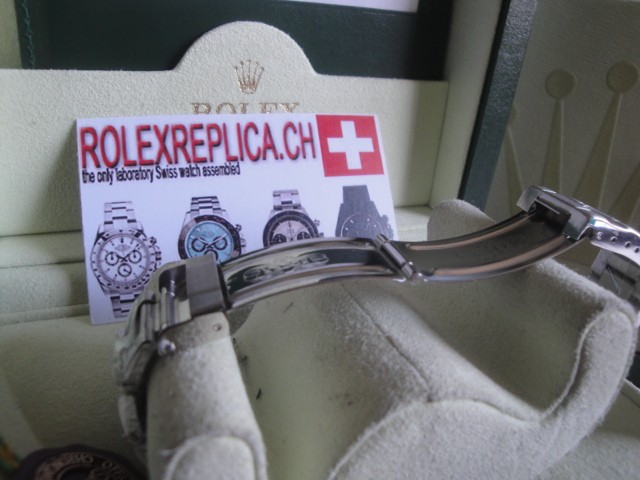 ROLEX
ROLEXREPLICA.CH
the only laboratory Swiss watch assembled